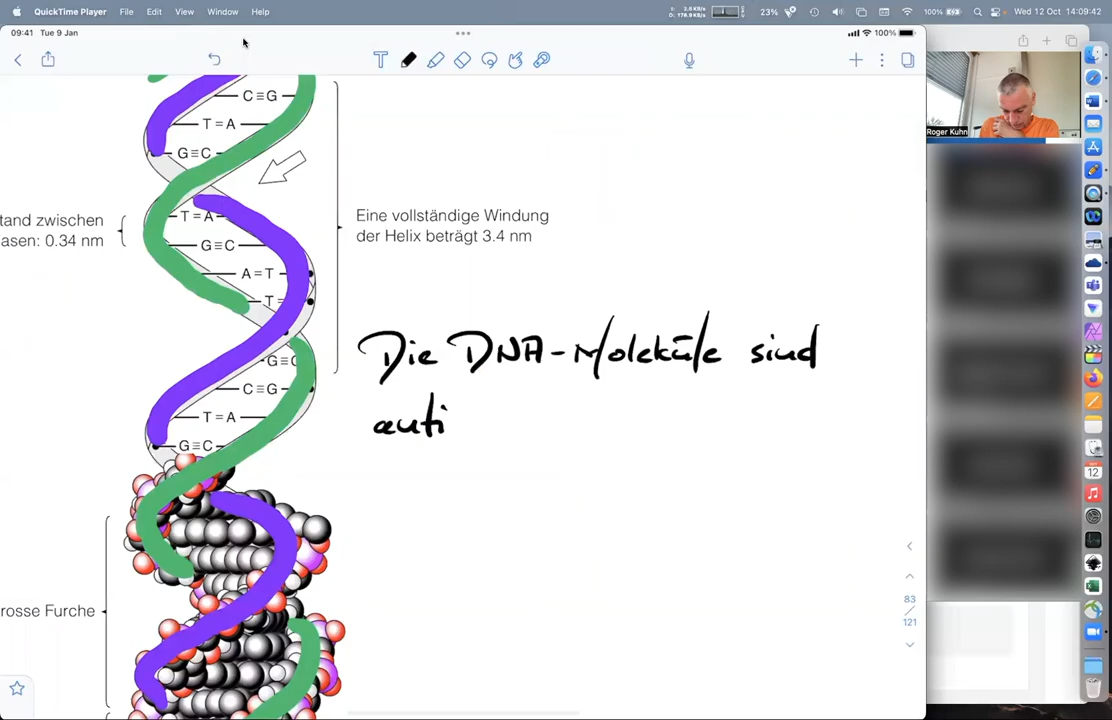 QuickTime Player File Edit View Window Help 23% 100% Wed 12 Oct 14:09:42
09:41 Tue 9 Jan 100%
C≡G
T=A
G≡C
T=A
G≡C
A=T
T=
G≡C
C≡G
T=A
G≡C
tand zwischen
asen: 0.34 nm
Eine vollständige Windung
der Helix beträgt 3.4 nm
Die DNA-Moleküle sind
anti
rosse Furche
83
121
Roger Kuhn
12